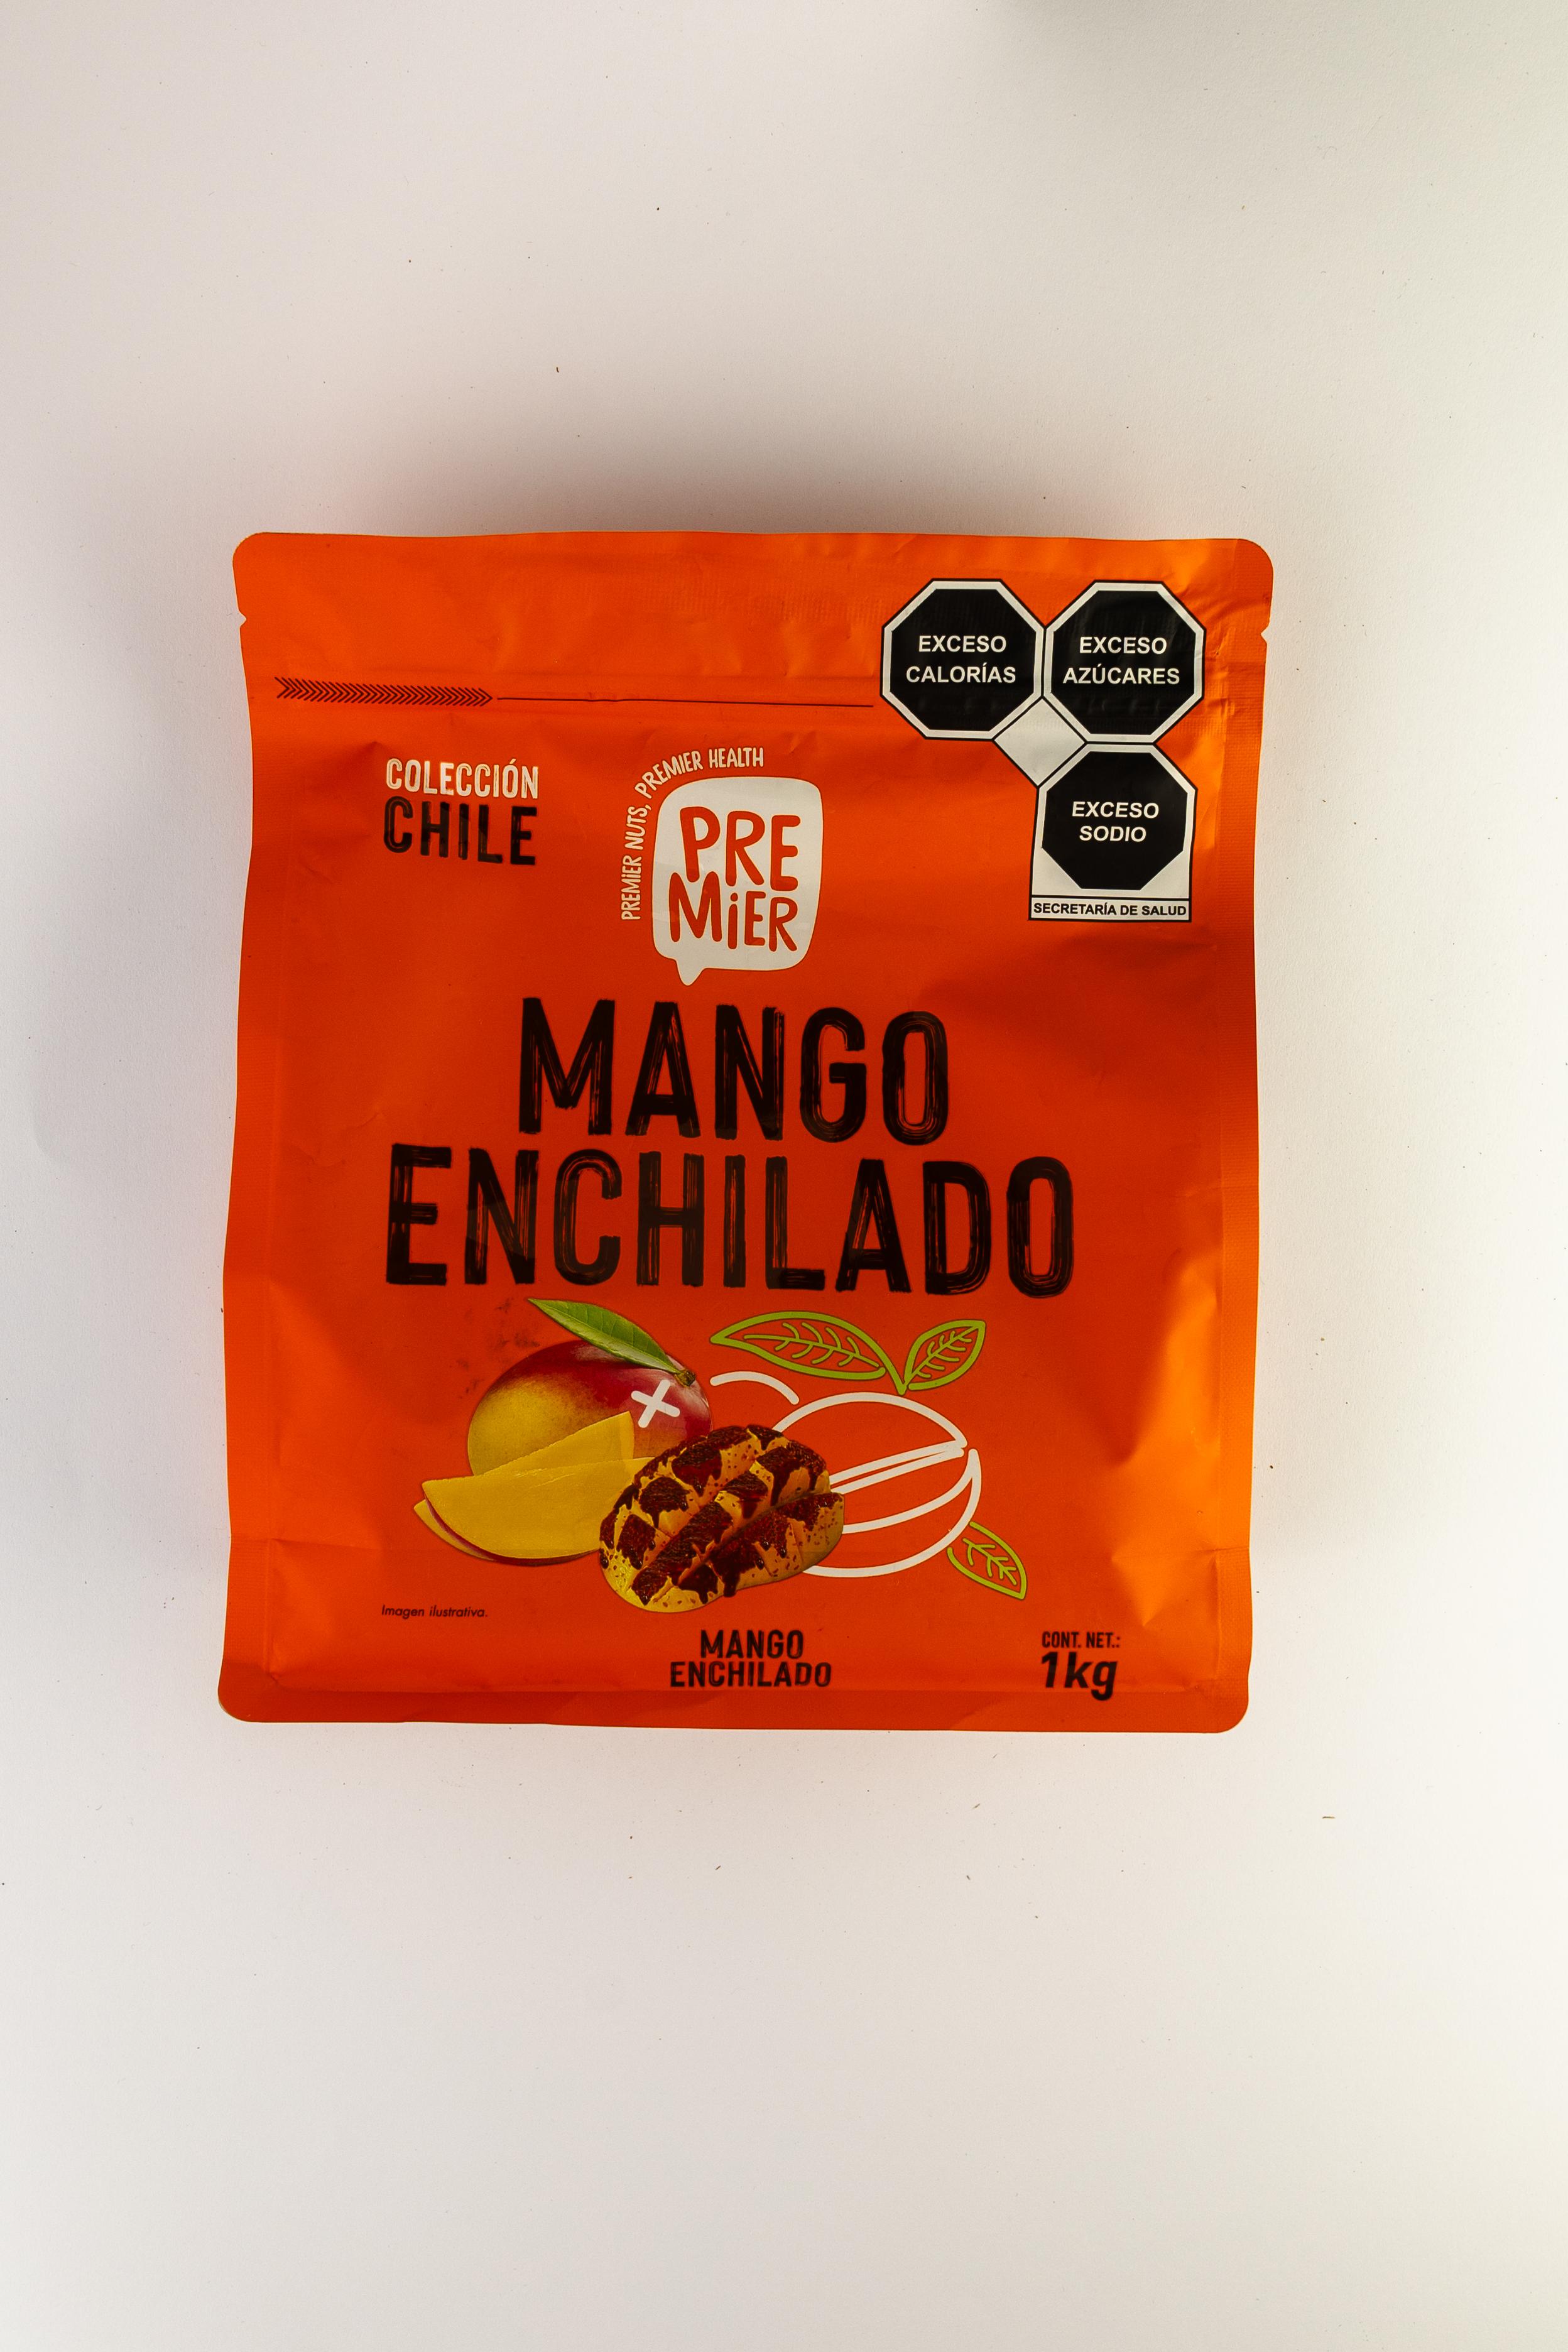 EXCESO
CALORÍAS
EXCESO
AZÚCARES
EXCESO
SODIO
SECRETARÍA DE SALUD
COLECCIÓN
CHILE
PREMiER NUTS, PREMiER HEALTH
PRE
MiER
MANGO
ENCHILADO
Imagen ilustrativa.
MANGO
ENCHILADO
CONT. NET.:
1kg